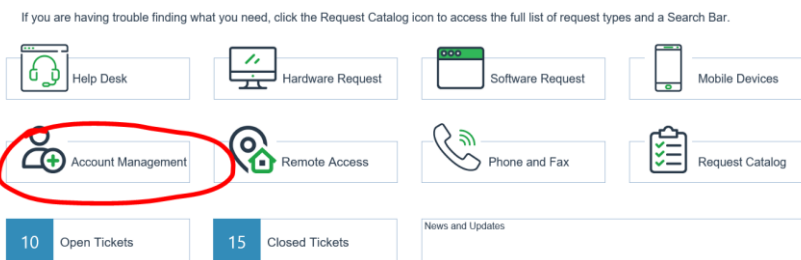 If you are having trouble finding what you need, click the Request Catalog icon to access the full list of request types and a Search Bar.
Help Desk
Hardware Request
Software Request
Mobile Devices
Account Management
Remote Access
Phone and Fax
Request Catalog
10 Open Tickets
15 Closed Tickets
News and Updates